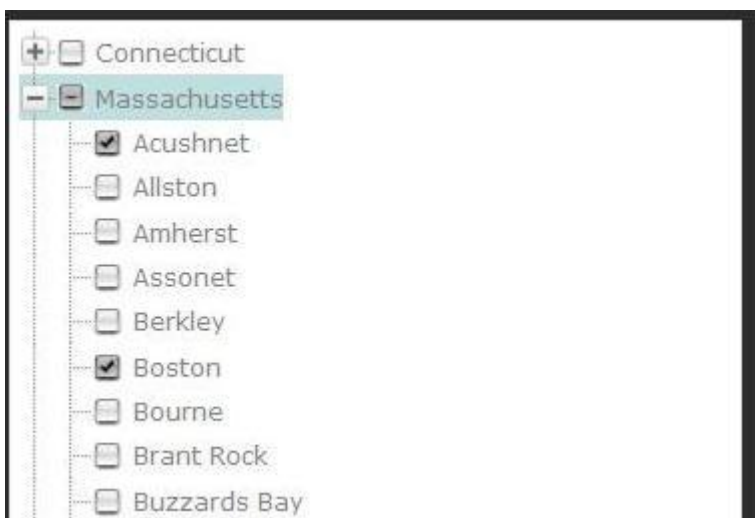 Connecticut
Massachusetts
Acushnet
Allston
Amherst
Assonet
Berkley
Boston
Bourne
Brant Rock
Buzzards Bay